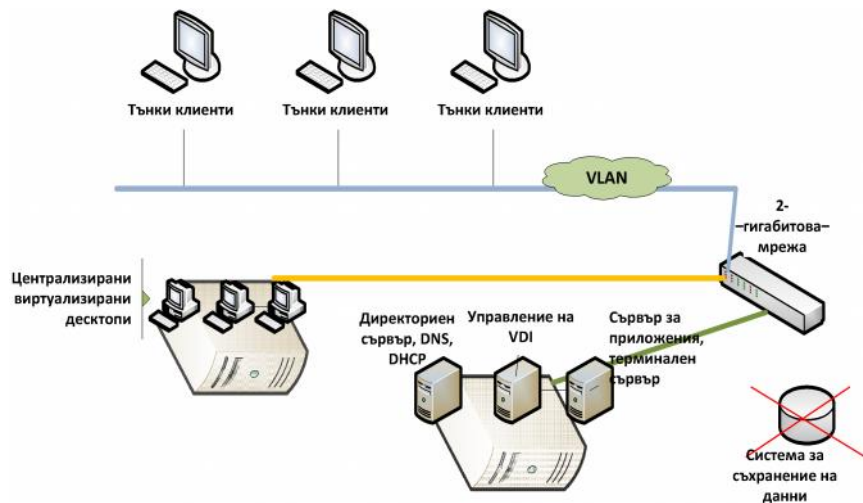 Тънки клиенти
Тънки клиенти
Тънки клиенти
VLAN
2-
–гигабитова–
мрежа
Централизирани
виртуализирани
десктопи
Директориен
сървър, DNS,
DHCP
Управление на
VDI
Сървър за
приложения,
терминален
сървър
Система за
съхранение на
данни